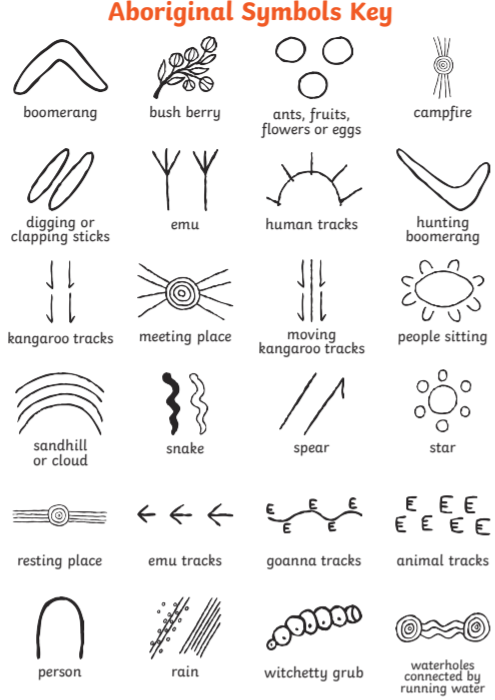 Aboriginal Symbols Key
boomerang
bush berry
ants, fruits,
flowers or eggs
campfire
digging or
clapping sticks
emu
human tracks
hunting
boomerang
kangaroo tracks
meeting place
moving
kangaroo tracks
people sitting
sandhill
or cloud
snake
spear
star
resting place
emu tracks
goanna tracks
animal tracks
person
rain
witchetty grub
waterholes
connected by
running water